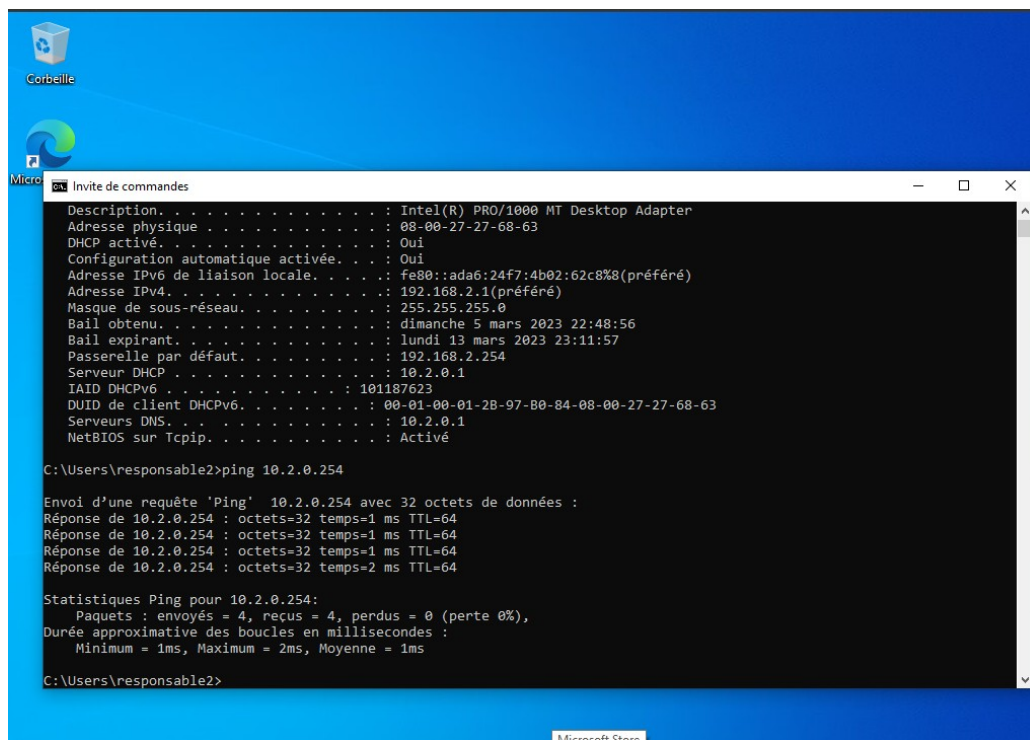 Corbeille
Micro
Invite de commandes
Description. . . . . . . . . . . . . . : Intel(R) PRO/1000 MT Desktop Adapter
Adresse physique . . . . . . . . . . . : 08-00-27-27-68-63
DHCP activé. . . . . . . . . . . . . . : Oui
Configuration automatique activée. . . : Oui
Adresse IPv6 de liaison locale. . . . .: fe80::ada6:24f7:4b02:62c8%8(préféré)
Adresse IPv4. . . . . . . . . . . . . .: 192.168.2.1(préféré)
Masque de sous-réseau. . . . . . . . . : 255.255.255.0
Bail obtenu. . . . . . . . . . . . . . : dimanche 5 mars 2023 22:48:56
Bail expirant. . . . . . . . . . . . . : lundi 13 mars 2023 23:11:57
Passerelle par défaut. . . . . . . . . : 192.168.2.254
Serveur DHCP . . . . . . . . . . . . . : 10.2.0.1
IAID DHCPv6 . . . . . . . . . . . : 101187623
DUID de client DHCPv6. . . . . . . . : 00-01-00-01-2B-97-B0-84-08-00-27-27-68-63
Serveurs DNS. . .  . . . . . . . . . . : 10.2.0.1
NetBIOS sur Tcpip. . . . . . . . . . . : Activé
C:\Users\responsable2>ping 10.2.0.254
Envoi d’une requête 'Ping'  10.2.0.254 avec 32 octets de données :
Réponse de 10.2.0.254 : octets=32 temps=1 ms TTL=64
Réponse de 10.2.0.254 : octets=32 temps=1 ms TTL=64
Réponse de 10.2.0.254 : octets=32 temps=1 ms TTL=64
Réponse de 10.2.0.254 : octets=32 temps=2 ms TTL=64
Statistiques Ping pour 10.2.0.254:
Paquets : envoyés = 4, reçus = 4, perdus = 0 (perte 0%),
Durée approximative des boucles en millisecondes :
Minimum = 1ms, Maximum = 2ms, Moyenne = 1ms
C:\Users\responsable2>
Microsoft Store